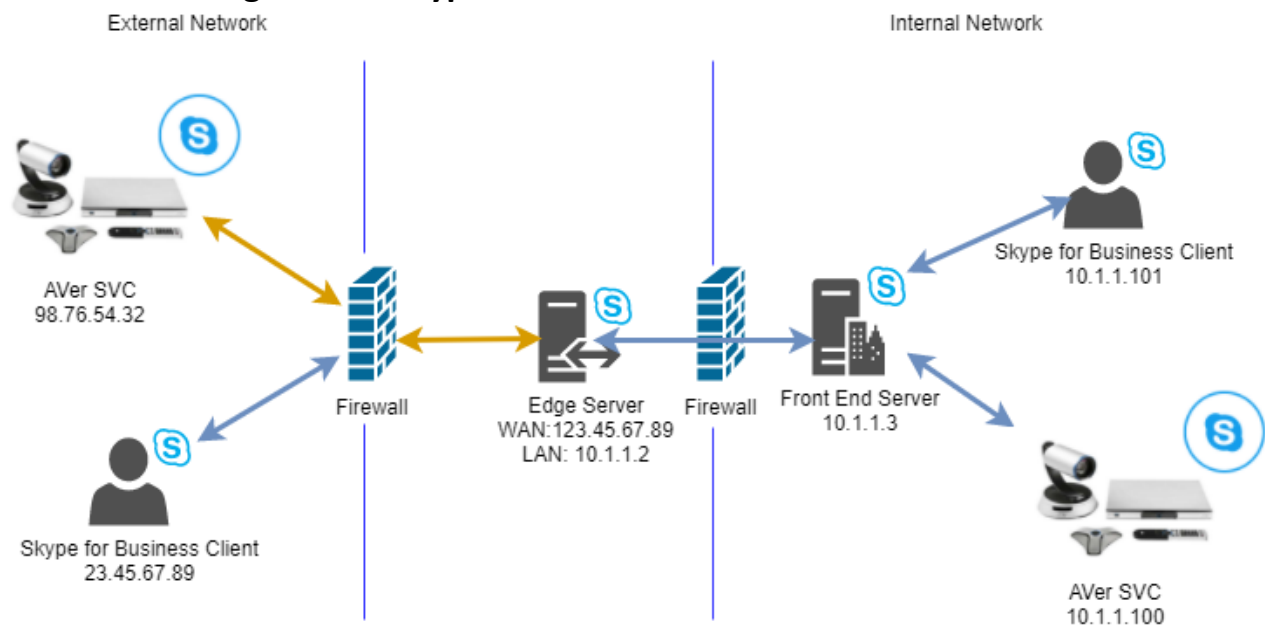 External Network
Internal Network
S
S
Skype for Business Client
10.1.1.101
AVer SVC
98.76.54.32
S
S
Firewall
Edge Server
WAN:123.45.67.89
LAN: 10.1.1.2
Firewall
Front End Server
10.1.1.3
S
S
Skype for Business Client
23.45.67.89
AVer SVC
10.1.1.100